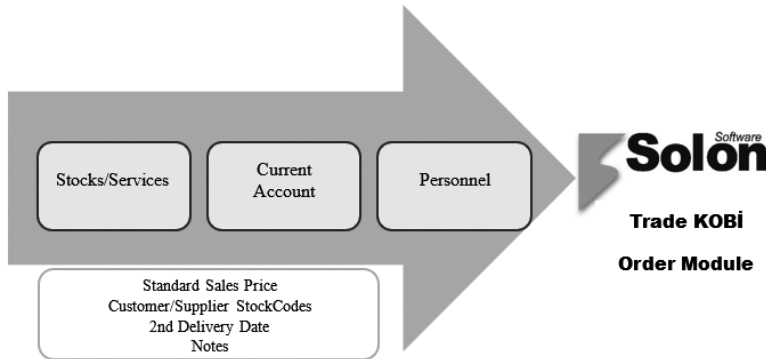 Stocks/Services
Current
Account
Personnel
Standard Sales Price
Customer/Supplier StockCodes
2nd Delivery Date
Notes
Software
Solon
Trade KOBİ
Order Module